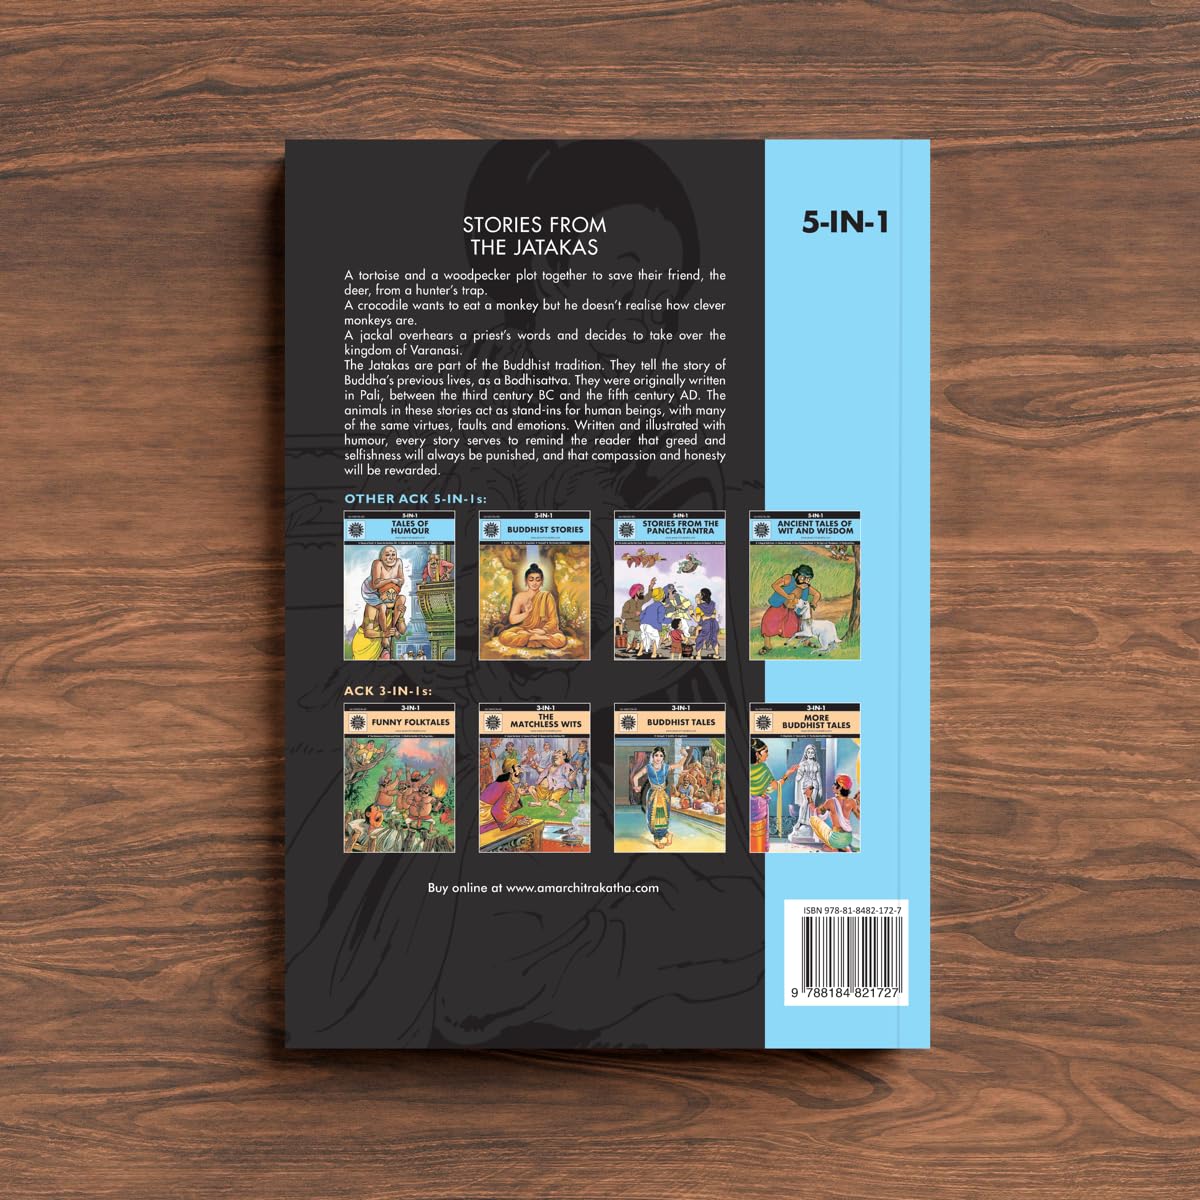 STORIES FROM
THE JATAKAS
5-IN-1
A tortoise and a woodpecker plot together to save their friend, the
deer, from a hunter's trap.
A crocodile wants to eat a monkey but he doesn't realise how clever
monkeys are.
A jackal overhears a priest's words and decides to take over the
kingdom of Varanasi.
The Jatakas are part of the Buddhist tradition. They tell the story of
Buddha's previous lives, as a Bodhisattva. They were originally written
in Pali, between the third century BC and the fifth century AD. The
animals in these stories act as stand-ins for human beings, with many
of the same virtues, faults and emotions. Written and illustrated with
humour, every story serves to remind the reader that greed and
selfishness will always be punished, and that compassion and honesty
will be rewarded.
OTHER ACK 5-IN-1s:
5-IN-1
TALES OF
HUMOUR
5-IN-1
BUDDHIST STORIES
5-IN-1
STORIES FROM THE
PANCHATANTRA
5-IN-1
ANCIENT TALES OF
WIT AND WISDOM
ACK 3-IN-1s:
3-IN-1
FUNNY FOLKTALES
3-IN-1
THE
MATCHLESS WITS
3-IN-1
BUDDHIST TALES
3-IN-1
MORE
BUDDHIST TALES
Buy online at www.amarchitrakatha.com
ISBN 978-81-8482-172-7
9 788184 821727